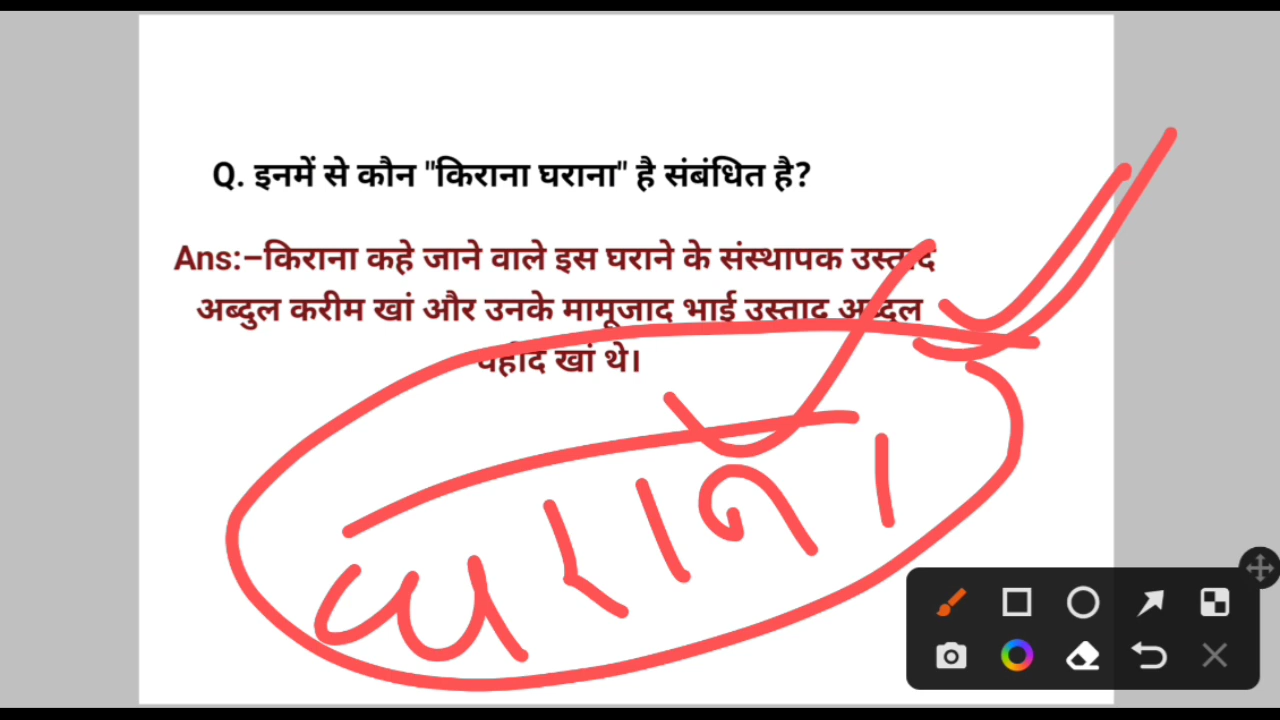 Q. इनमें से कौन "किराना घराना" है संबंधित है?
Ans:–किराना कहे जाने वाले इस घराने के संस्थापक उस्ताद
अब्दुल करीम खां और उनके मामूजाद भाई उस्ताद अब्दुल
वहीद खां थे।
घराना